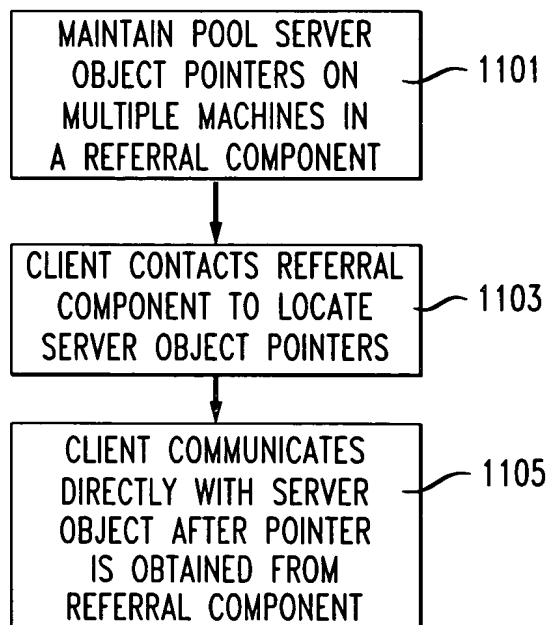 MAINTAIN POOL SERVER
OBJECT POINTERS ON
MULTIPLE MACHINES IN
A REFERRAL COMPONENT
1101
CLIENT CONTACTS REFERRAL
COMPONENT TO LOCATE
SERVER OBJECT POINTERS
1103
CLIENT COMMUNICATES
DIRECTLY WITH SERVER
OBJECT AFTER POINTER
IS OBTAINED FROM
REFERRAL COMPONENT
1105